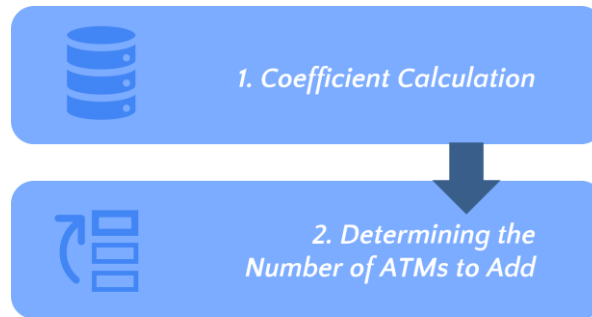 1. Coefficient Calculation
2. Determining the
Number of ATMs to Add